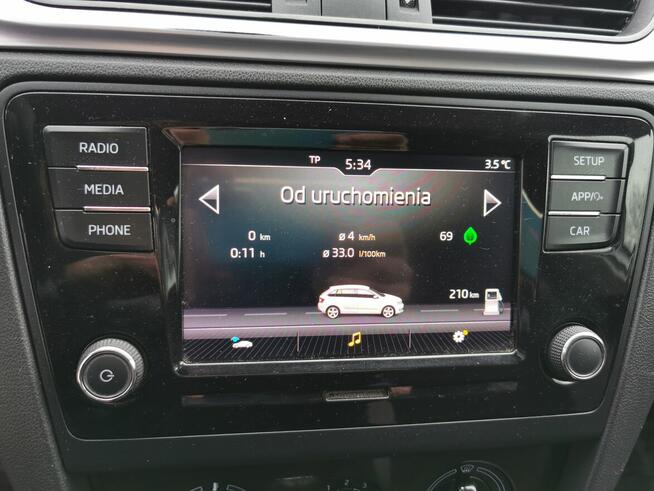 TP 5:34 3.5 °C
RADIO
MEDIA
PHONE
Od uruchomienia
0 km ø 4 km/h 69
0:11 h ø 33.0 l/100km
210 km
SETUP
APP/
CAR